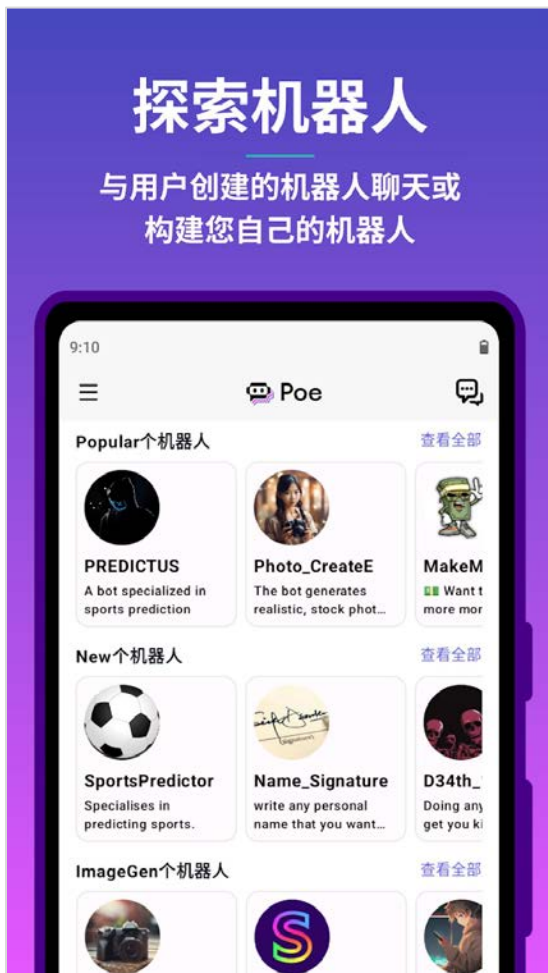 探索机器人
与用户创建的机器人聊天或
构建您自己的机器人
9:10
Poe
Popular个机器人 查看全部
PREDICTUS
A bot specialized in
sports prediction
Photo_CreateE
The bot generates
realistic, stock phot...
MakeM
💵 Want t
more mor
New个机器人 查看全部
SportsPredictor
Specialises in
predicting sports.
Name_Signature
write any personal
name that you want...
D34th_
Doing any
get you ki
ImageGen个机器人 查看全部
S